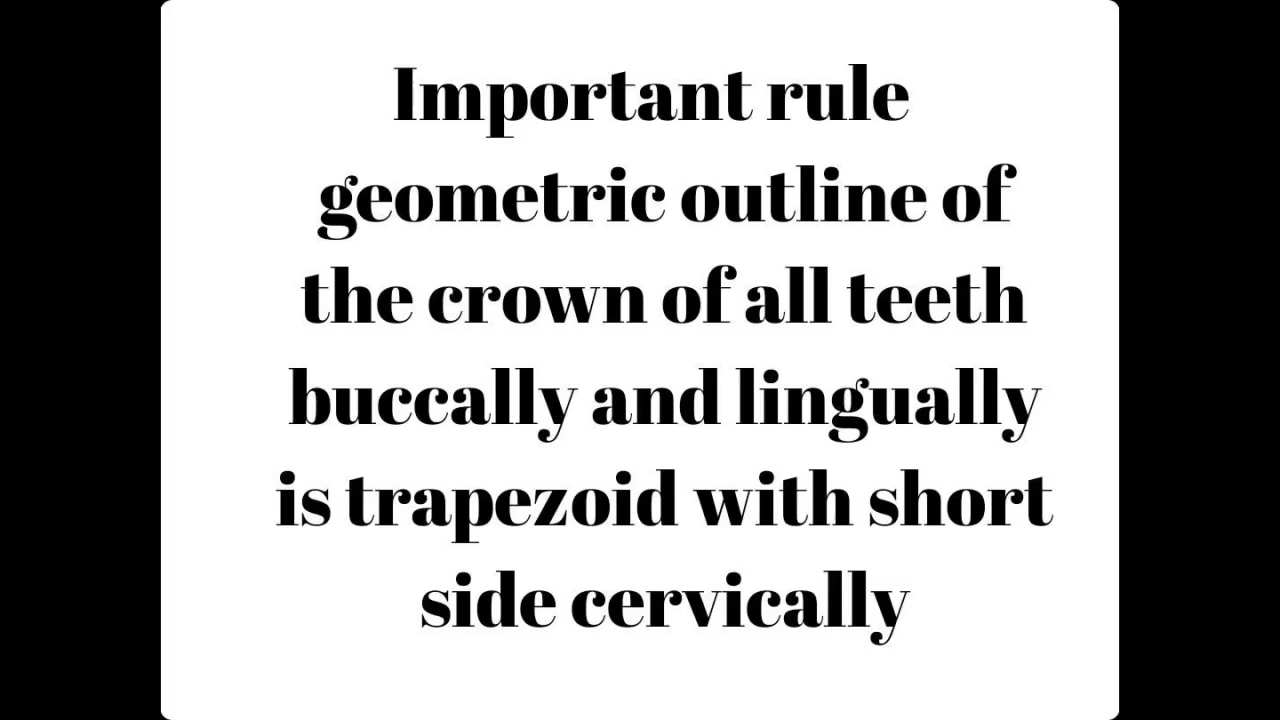 Important rule
geometric outline of
the crown of all teeth
buccally and lingually
is trapezoid with short
side cervically